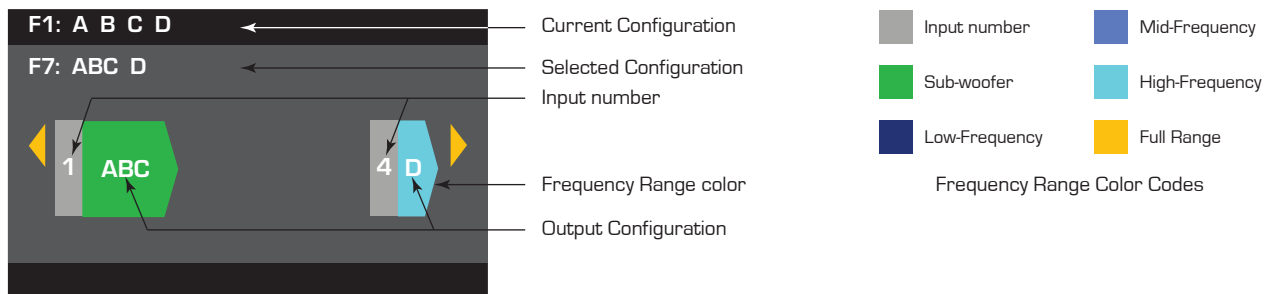 F1: A B C D
Current Configuration
F7: ABC D
Selected Configuration
Input number
1 ABC
4 D
Frequency Range color
Output Configuration
Input number
Mid-Frequency
Sub-woofer
High-Frequency
Low-Frequency
Full Range
Frequency Range Color Codes